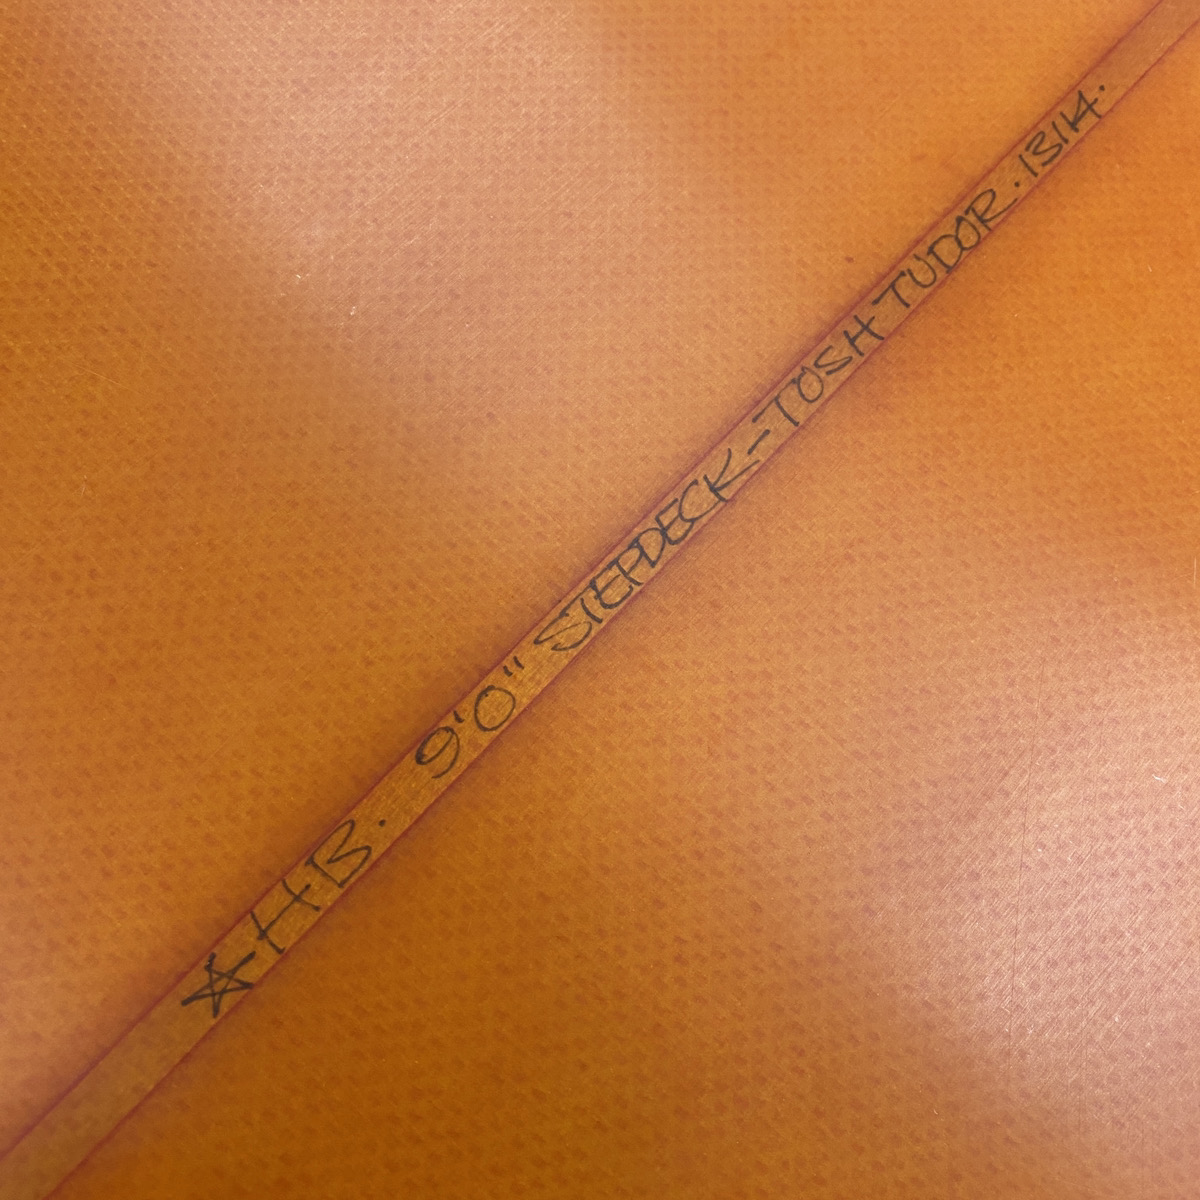 ☆HB. 9'0" STEPDECK-TOSH TUDOR. 1314.